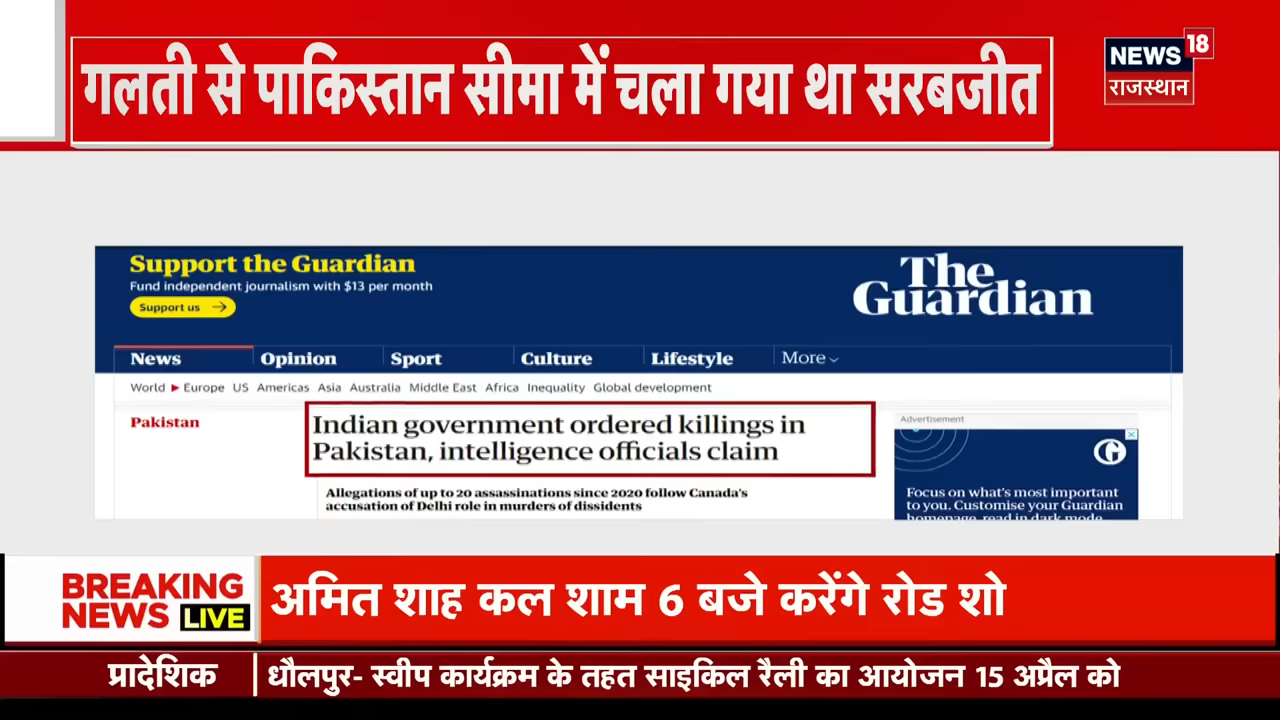 गलती से पाकिस्तान सीमा में चला गया था सरबजीत
NEWS 18
राजस्थान
Support the Guardian
Fund independent journalism with $13 per month
Support us →
The
Guardian
News Opinion Sport Culture Lifestyle More
World ▶ Europe US Americas Asia Australia Middle East Africa Inequality Global development
Pakistan
Indian government ordered killings in
Pakistan, intelligence officials claim
Allegations of up to 20 assassinations since 2020 follow Canada's
accusation of Delhi role in murders of dissidents
Advertisement
G
Focus on what's most important
to you. Customise your Guardian
homepage, read in dark mode
BREAKING
NEWS LIVE
अमित शाह कल शाम 6 बजे करेंगे रोड शो
प्रादेशिक
धौलपुर- स्वीप कार्यक्रम के तहत साइकिल रैली का आयोजन 15 अप्रैल को